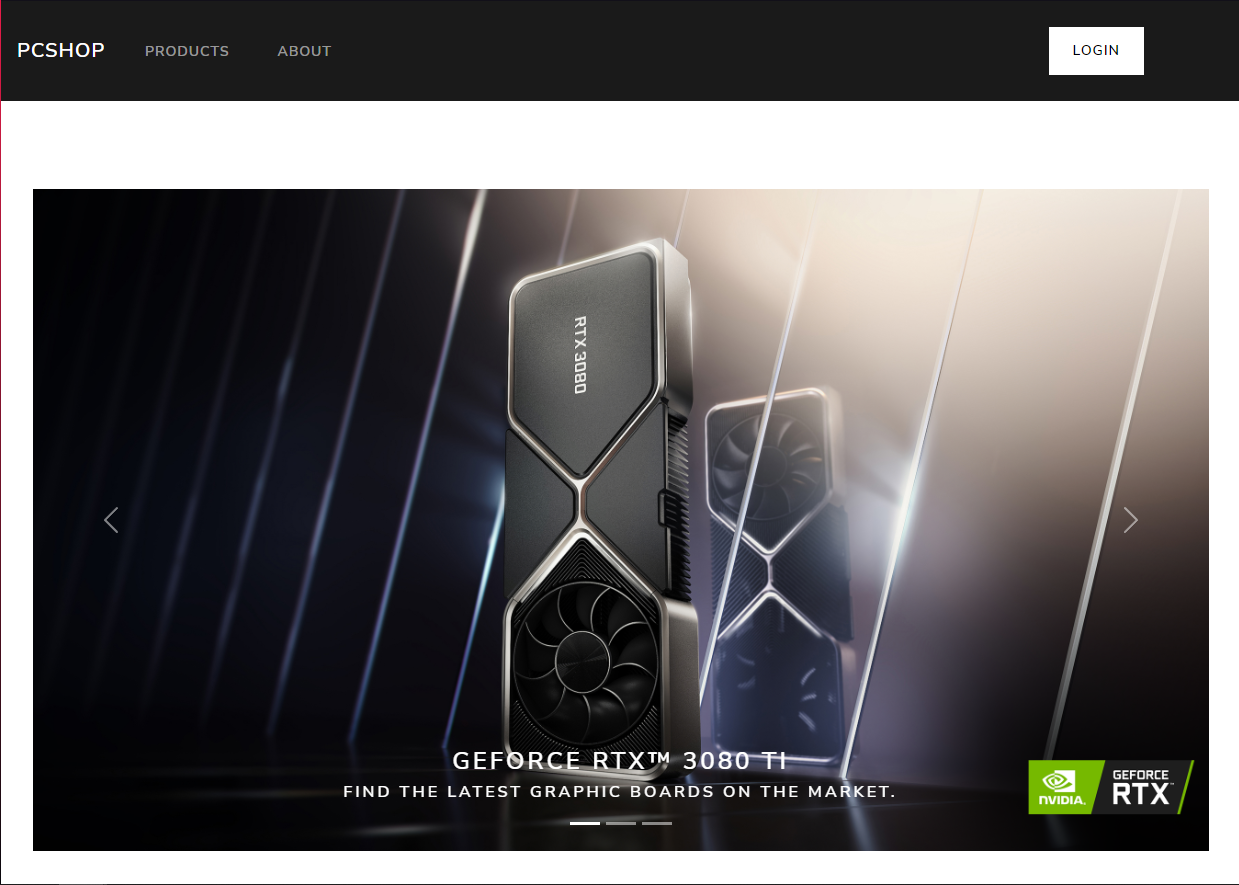 PCSHOP PRODUCTS ABOUT LOGIN
RTX 3080
GEFORCE RTX™ 3080 TI
FIND THE LATEST GRAPHIC BOARDS ON THE MARKET.
NVIDIA.
GEFORCE
RTX™